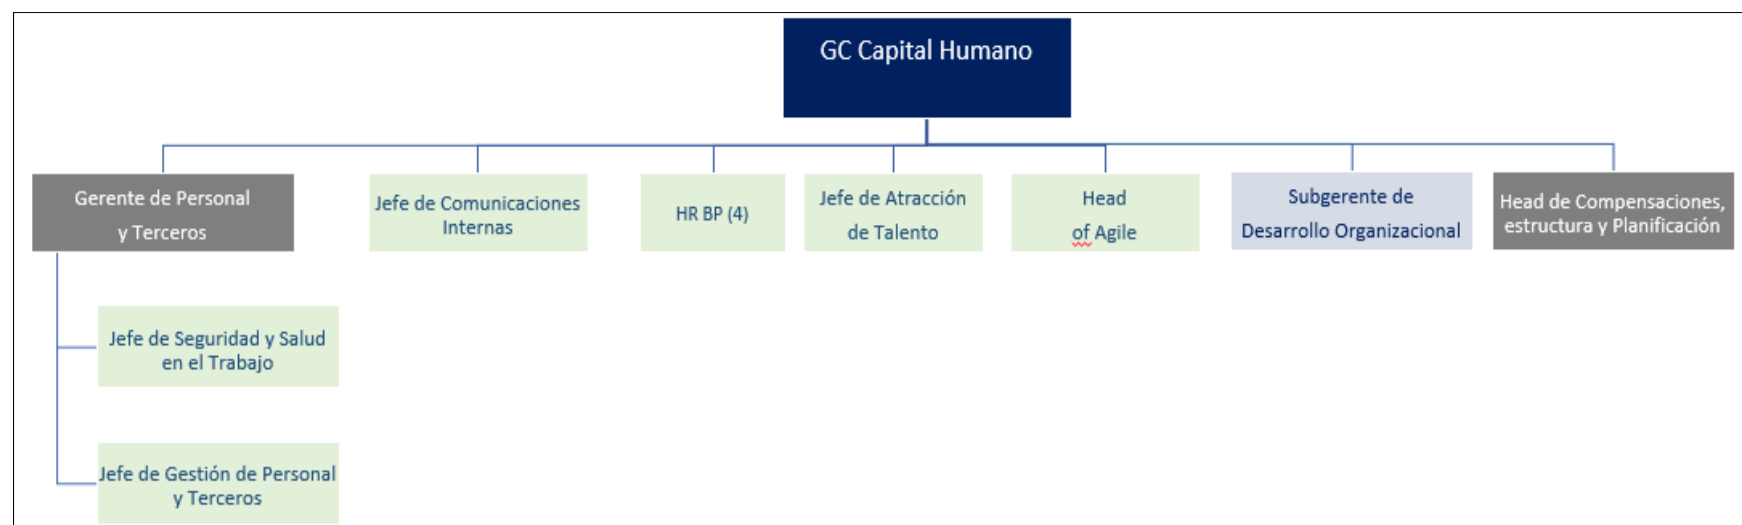 GC Capital Humano
Gerente de Personal
y Terceros
Jefe de Comunicaciones
Internas
HR BP (4)
Jefe de Atracción
de Talento
Head
of Agile
Subgerente de
Desarrollo Organizacional
Head de Compensaciones,
estructura y Planificación
Jefe de Seguridad y Salud
en el Trabajo
Jefe de Gestión de Personal
y Terceros